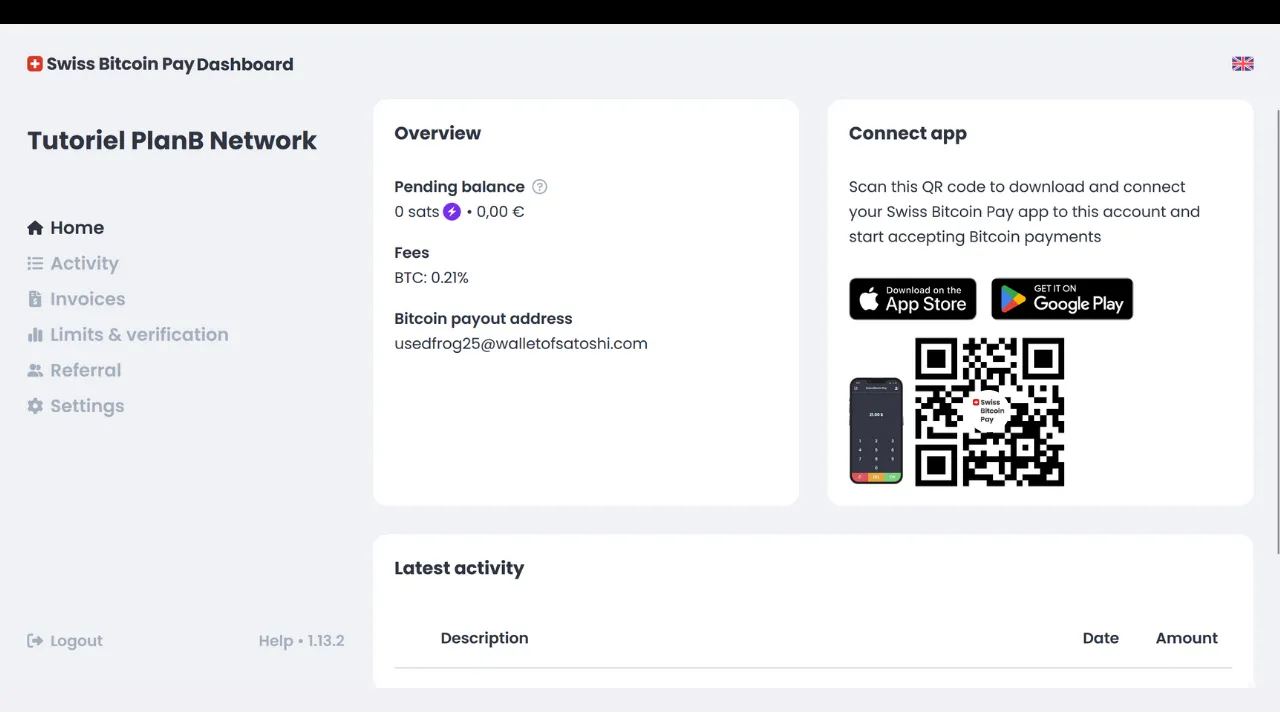 Swiss Bitcoin Pay Dashboard
Tutoriel PlanB Network
Home
Activity
Invoices
Limits & verification
Referral
Settings
Logout
Help • 1.13.2
Overview
Pending balance ?
0 sats • 0,00 €
Fees
BTC: 0.21%
Bitcoin payout address
usedfrog25@walletofsatoshi.com
Connect app
Scan this QR code to download and connect
your Swiss Bitcoin Pay app to this account and
start accepting Bitcoin payments
Download on the
App Store
GET IT ON
Google Play
Swiss
Bitcoin
Pay
Latest activity
Description Date Amount